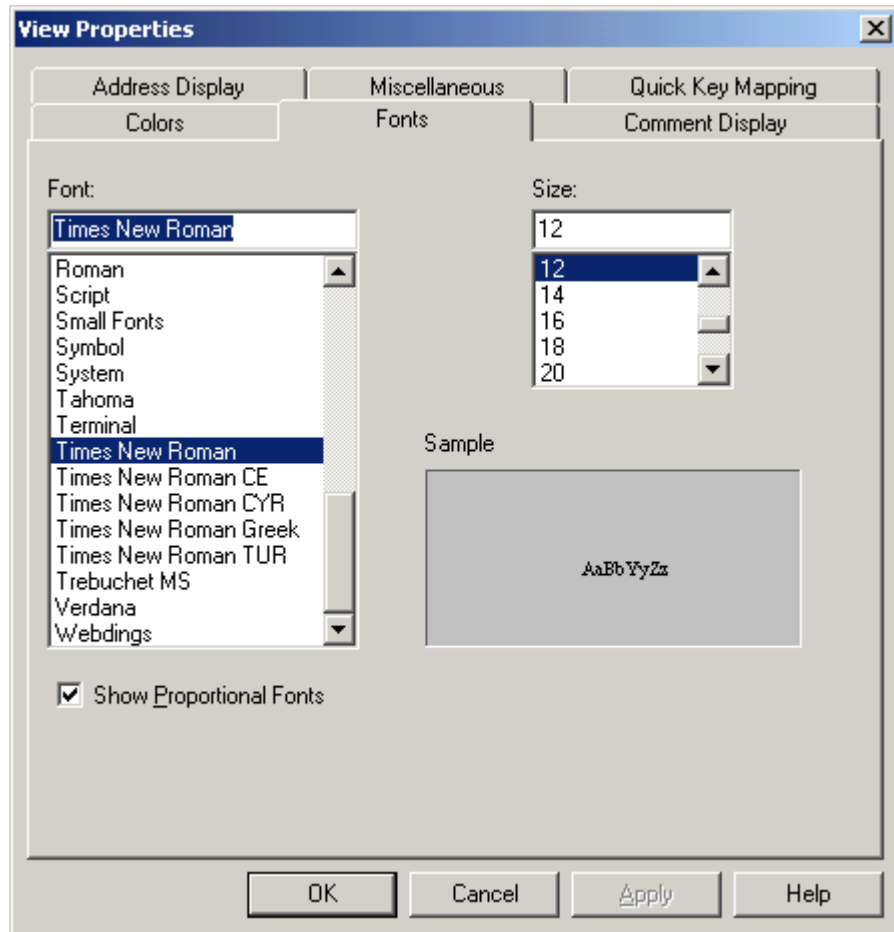 View Properties
Address Display
Miscellaneous
Quick Key Mapping
Colors
Fonts
Comment Display
Font:
Times New Roman
Roman
Script
Small Fonts
Symbol
System
Tahoma
Terminal
Times New Roman
Times New Roman CE
Times New Roman CYR
Times New Roman Greek
Times New Roman TUR
Trebuchet MS
Verdana
Webdings
Show Proportional Fonts
Size:
12
12
14
16
18
20
Sample
AaBbYyZz
OK
Cancel
Apply
Help